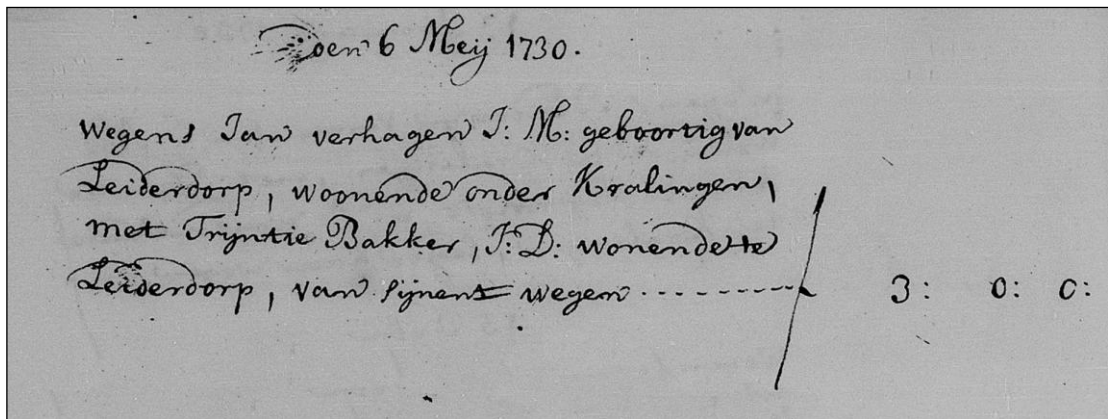 Den 6 Meij 1730.
Wegens Jan verhagen J: M: geboortig van
Leiderdorp, woonende onder Kralingen,
met Trijntie Bakker, J: D: wonende te
Leiderdorp, van sijnent wegen 3: 0: 0: